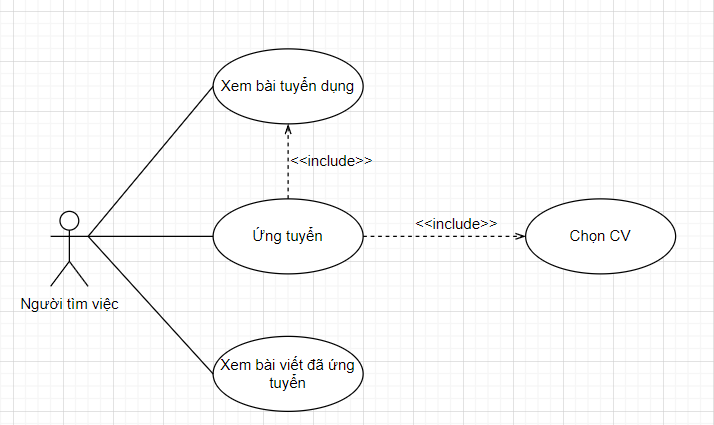 Xem bài tuyển dụng
<<include>>
Ứng tuyển
<<include>>
Chọn CV
Người tìm việc
Xem bài viết đã ứng
tuyển